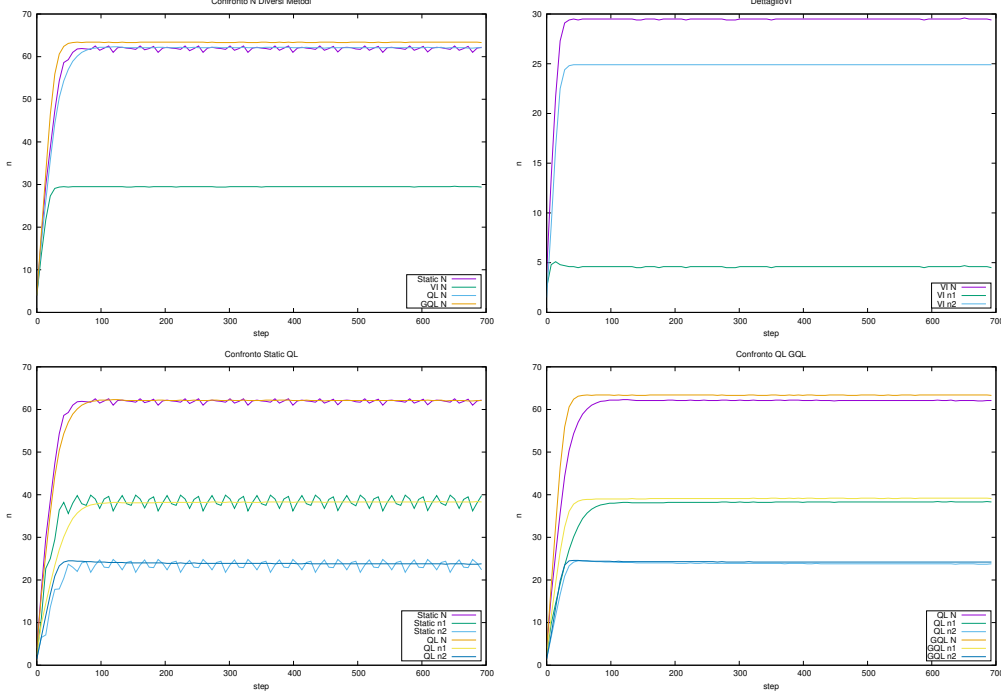 Confronto N Diversi Metodi
70
60
50
40
30
20
10
0
n
Static N
VI N
QL N
GQL N
0 100 200 300 400 500 600 700
step
DettaglioVI
30
25
20
15
10
5
0
n
VI N
VI n1
VI n2
0 100 200 300 400 500 600 700
step
Confronto Static QL
70
60
50
40
30
20
10
0
n
Static N
Static n1
Static n2
QL N
QL n1
QL n2
0 100 200 300 400 500 600 700
step
Confronto QL GQL
70
60
50
40
30
20
10
0
n
QL N
QL n1
QL n2
GQL N
GQL n1
GQL n2
0 100 200 300 400 500 600 700
step